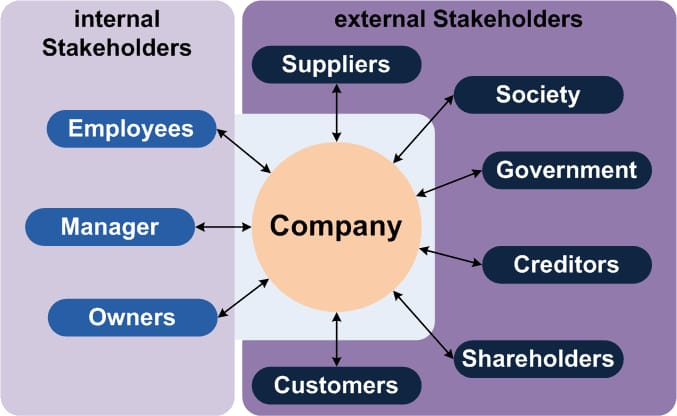 internal
Stakeholders
external Stakeholders
Suppliers
Society
Employees
Government
Manager
Company
Creditors
Owners
Shareholders
Customers